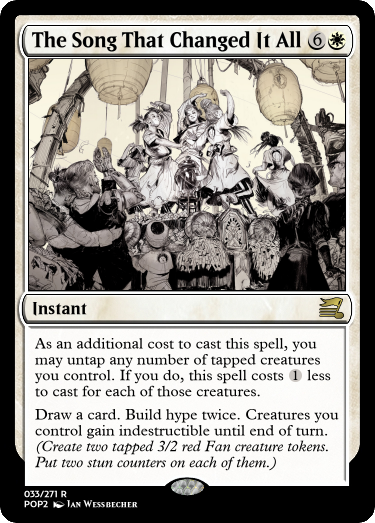 The Song That Changed It All 6
Instant
As an additional cost to cast this spell, you
may untap any number of tapped creatures
you control. If you do, this spell costs 1 less
to cast for each of those creatures.
Draw a card. Build hype twice. Creatures you
control gain indestructible until end of turn.
(Create two tapped 3/2 red Fan creature tokens.
Put two stun counters on each of them.)
033/271 R
POP2 Jan Wessbecher